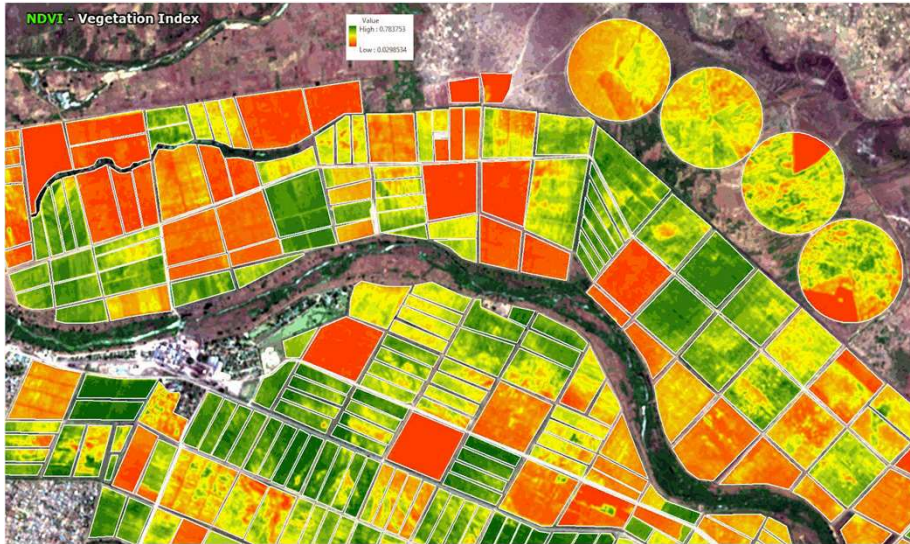 NDVI - Vegetation Index
Value
High : 0.783753
Low : 0.0298534